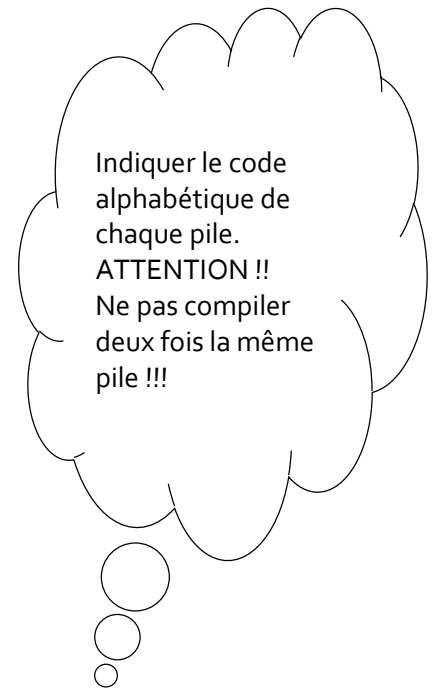 Indiquer le code
alphabétique de
chaque pile.
ATTENTION !!
Ne pas compiler
deux fois la même
pile !!!